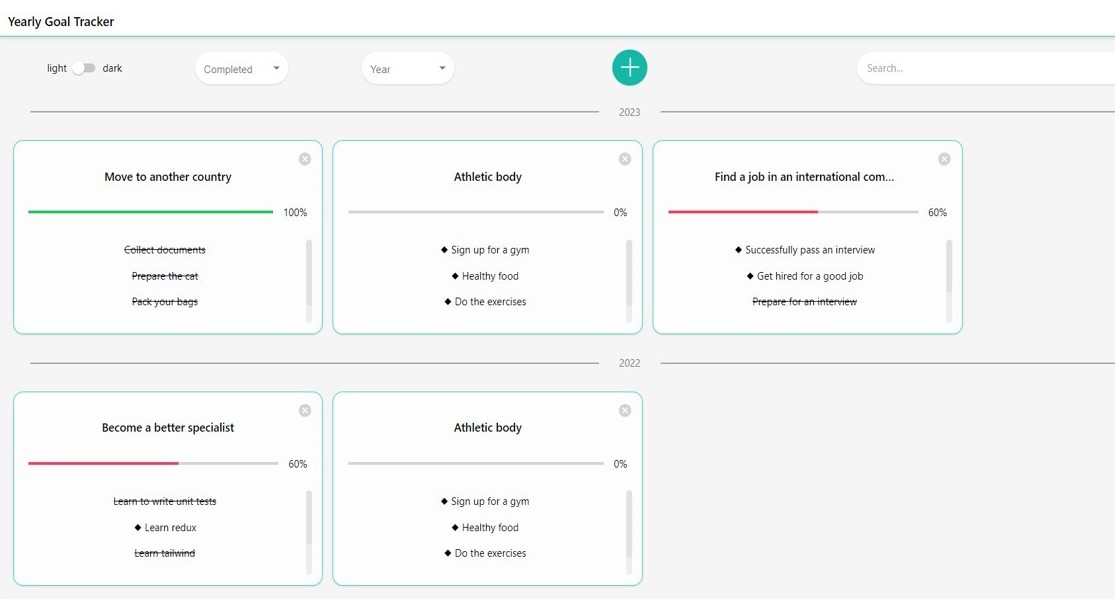 Yearly Goal Tracker
light dark Completed Year Search...
2023
Move to another country
100%
Collect documents
Prepare the cat
Pack your bags
Athletic body
0%
Sign up for a gym
Healthy food
Do the exercises
Find a job in an international com...
60%
Successfully pass an interview
Get hired for a good job
Prepare for an interview
2022
Become a better specialist
60%
Learn to write unit tests
Learn redux
Learn tailwind
Athletic body
0%
Sign up for a gym
Healthy food
Do the exercises